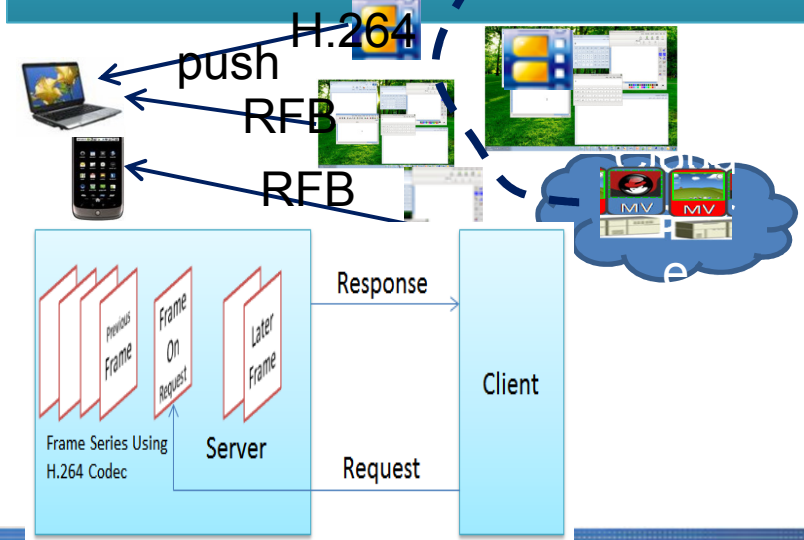 H.264
push
RFB
RFB
MV
MV
e
Response
Previous
Frame
Frame
On
Request
Later
Frame
Client
Frame Series Using
H.264 Codec
Server
Request